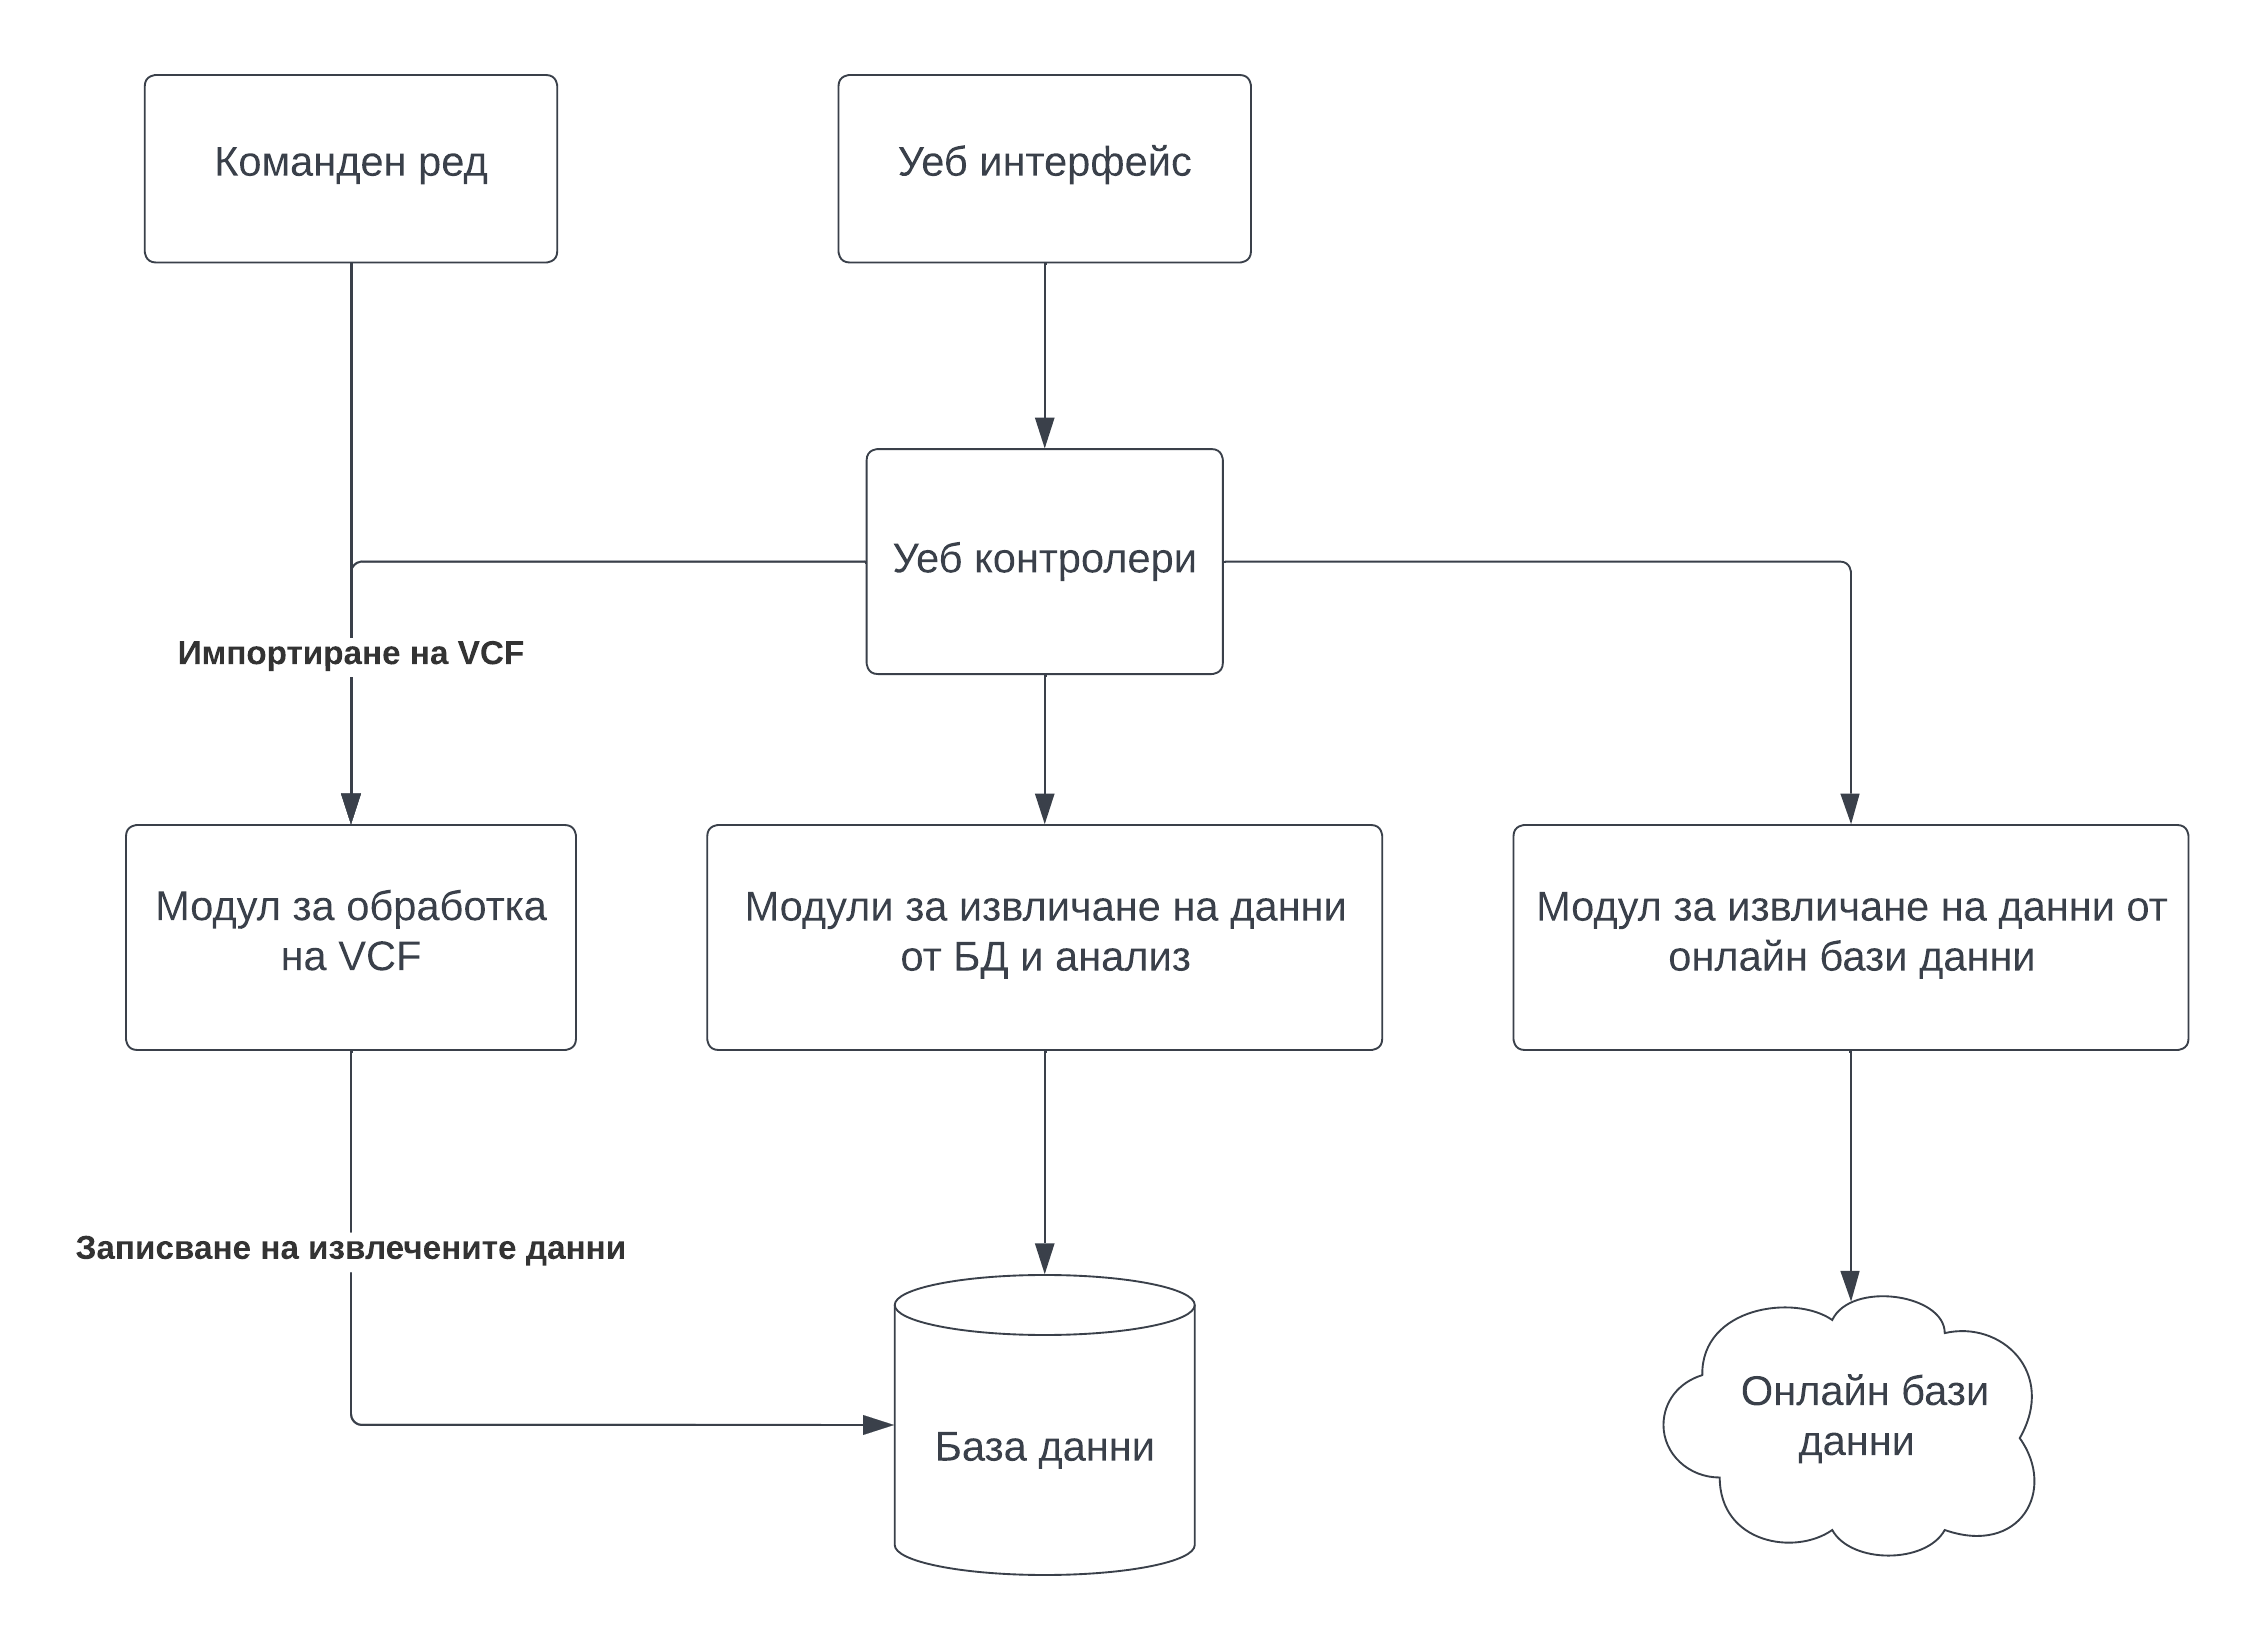 Команден ред
Уеб интерфейс
Уеб контролери
Импортиране на VCF
Модул за обработка
на VCF
Модули за извличане на данни
от БД и анализ
Модул за извличане на данни от
онлайн бази данни
Записване на извлечените данни
База данни
Онлайн бази
данни